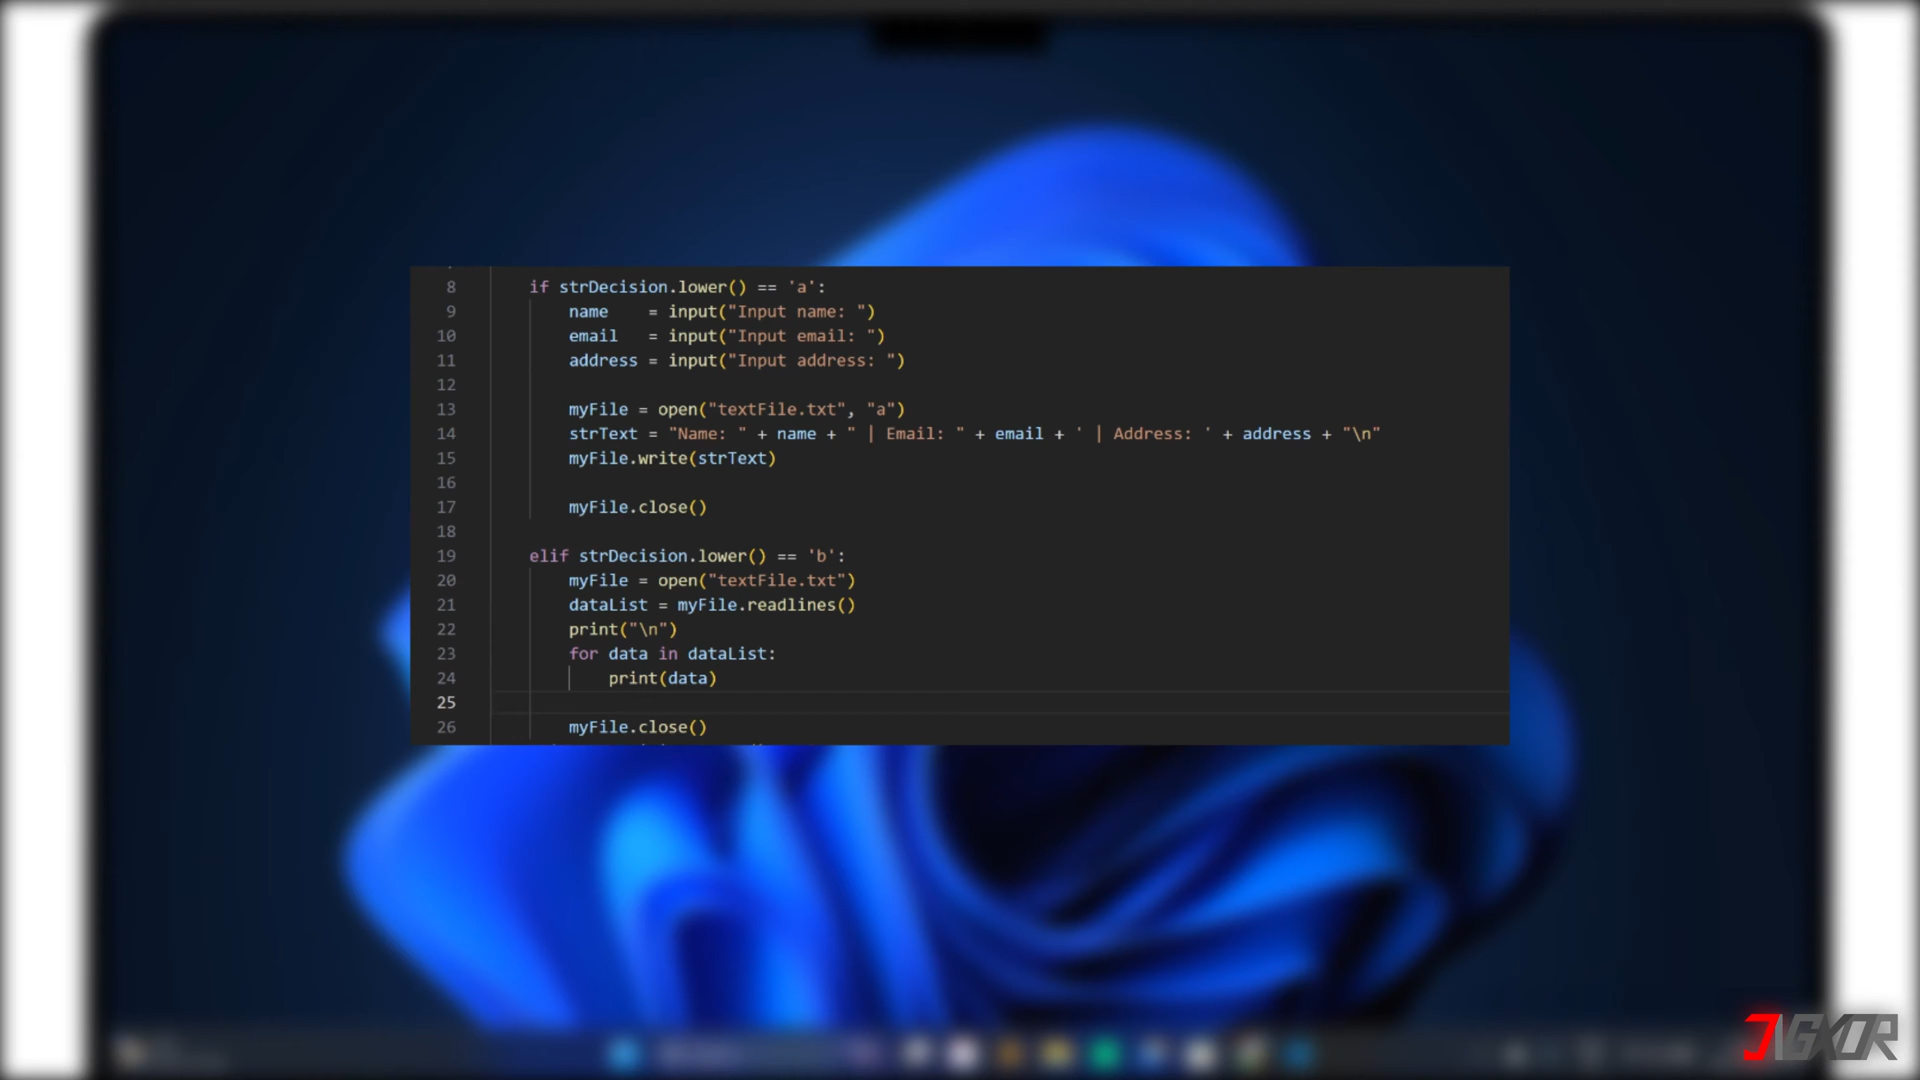 8 if strDecision.lower() == 'a':
9 name    = input("Input name: ")
10 email   = input("Input email: ")
11 address = input("Input address: ")
12
13 myFile = open("textFile.txt", "a")
14 strText = "Name: " + name + " | Email: " + email + ' | Address: ' + address + "\n"
15 myFile.write(strText)
16
17 myFile.close()
18
19 elif strDecision.lower() == 'b':
20 myFile = open("textFile.txt")
21 dataList = myFile.readlines()
22 print("\n")
23 for data in dataList:
24 print(data)
25
26 myFile.close()
JIGXOR